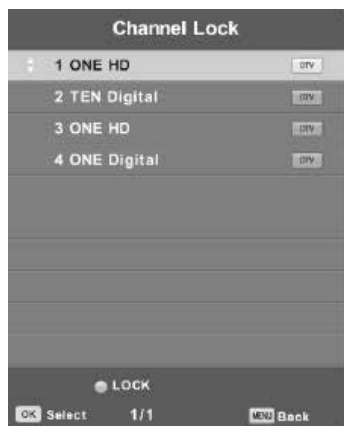 Channel Lock
1 ONE HD DTV
2 TEN Digital DTV
3 ONE HD DTV
4 ONE Digital DTV
LOCK
OK Select 1/1 MENU Back